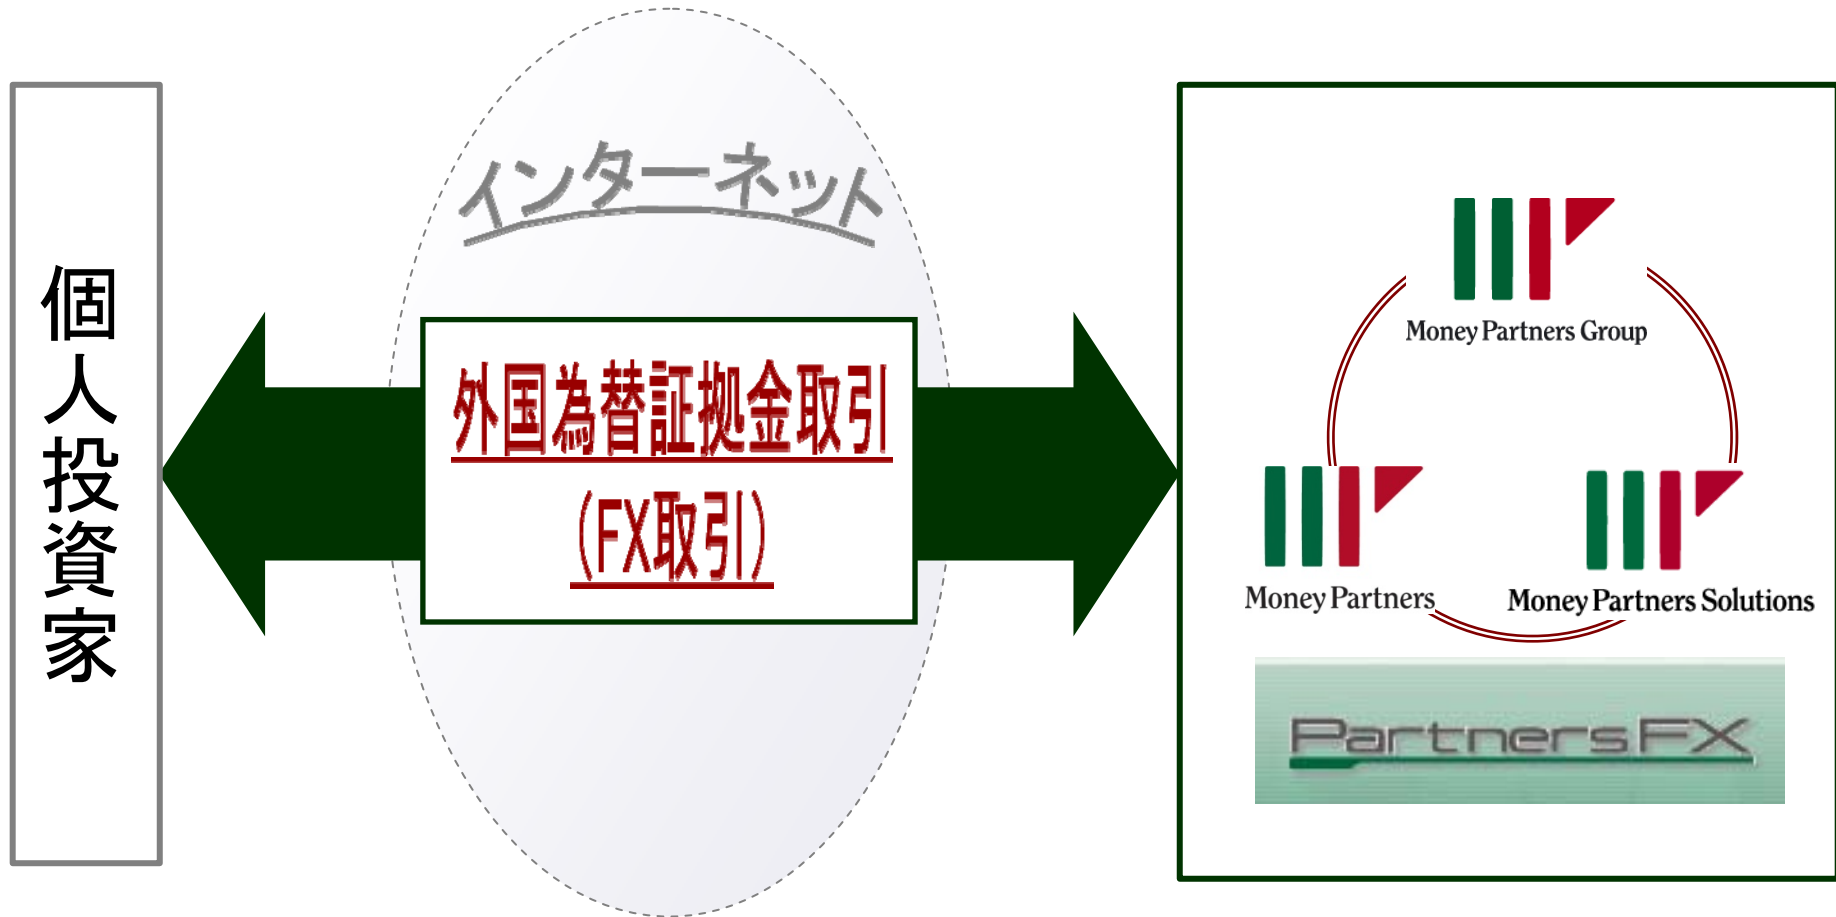 個人投資家
インターネット
外国為替証拠金取引
(FX取引)
Money Partners Group
Money Partners
Money Partners Solutions
PartnersFX